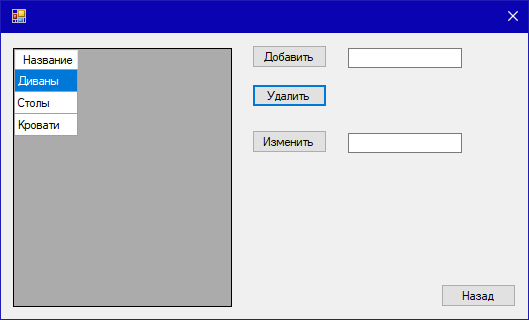 Название
Диваны
Столы
Кровати
Добавить
Удалить
Изменить
Назад